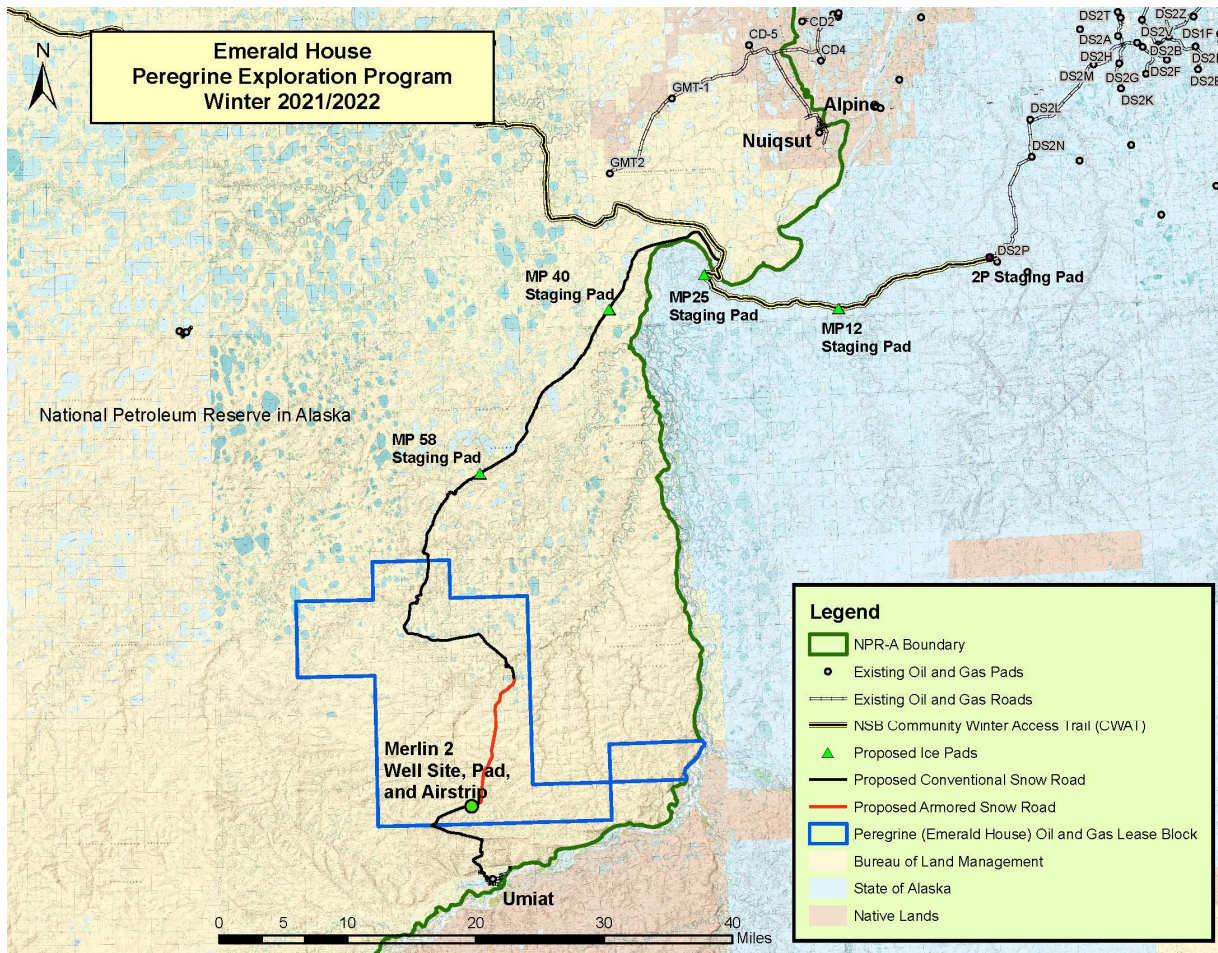 Emerald House
Peregrine Exploration Program
Winter 2021/2022
N
CD2
CD-5
CD4
GMT-1
Alpine
Nuiqsut
GMT2
DS2T
DS2Z
DS2A
DS2V
DS1F
DS2H
DS2B
DS2M
DS2G
DS2F
DS2K
DS2L
DS2N
DS2P
2P Staging Pad
MP 40
Staging Pad
MP25
Staging Pad
MP12
Staging Pad
National Petroleum Reserve in Alaska
MP 58
Staging Pad
Merlin 2
Well Site, Pad,
and Airstrip
Umiat
0 5 10 20 30 40
Miles
Legend
NPR-A Boundary
Existing Oil and Gas Pads
Existing Oil and Gas Roads
NSB Community Winter Access Trail (CWAT)
Proposed Ice Pads
Proposed Conventional Snow Road
Proposed Armored Snow Road
Peregrine (Emerald House) Oil and Gas Lease Block
Bureau of Land Management
State of Alaska
Native Lands